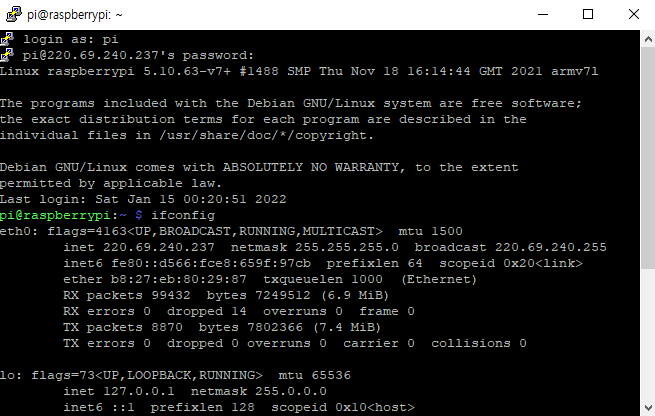 pi@raspberrypi: ~
login as: pi
pi@220.69.240.237's password:
Linux raspberrypi 5.10.63-v7+ #1488 SMP Thu Nov 18 16:14:44 GMT 2021 armv7l
The programs included with the Debian GNU/Linux system are free software;
the exact distribution terms for each program are described in the
individual files in /usr/share/doc/*/copyright.
Debian GNU/Linux comes with ABSOLUTELY NO WARRANTY, to the extent
permitted by applicable law.
Last login: Sat Jan 15 00:20:51 2022
pi@raspberrypi:~ $ ifconfig
eth0: flags=4163<UP,BROADCAST,RUNNING,MULTICAST>  mtu 1500
        inet 220.69.240.237  netmask 255.255.255.0  broadcast 220.69.240.255
        inet6 fe80::d566:fce8:659f:97cb  prefixlen 64  scopeid 0x20<link>
        ether b8:27:eb:80:29:87  txqueuelen 1000  (Ethernet)
        RX packets 99432  bytes 7249512 (6.9 MiB)
        RX errors 0  dropped 14  overruns 0  frame 0
        TX packets 8870  bytes 7802366 (7.4 MiB)
        TX errors 0  dropped 0 overruns 0  carrier 0  collisions 0
lo: flags=73<UP,LOOPBACK,RUNNING>  mtu 65536
        inet 127.0.0.1  netmask 255.0.0.0
        inet6 ::1  prefixlen 128  scopeid 0x10<host>